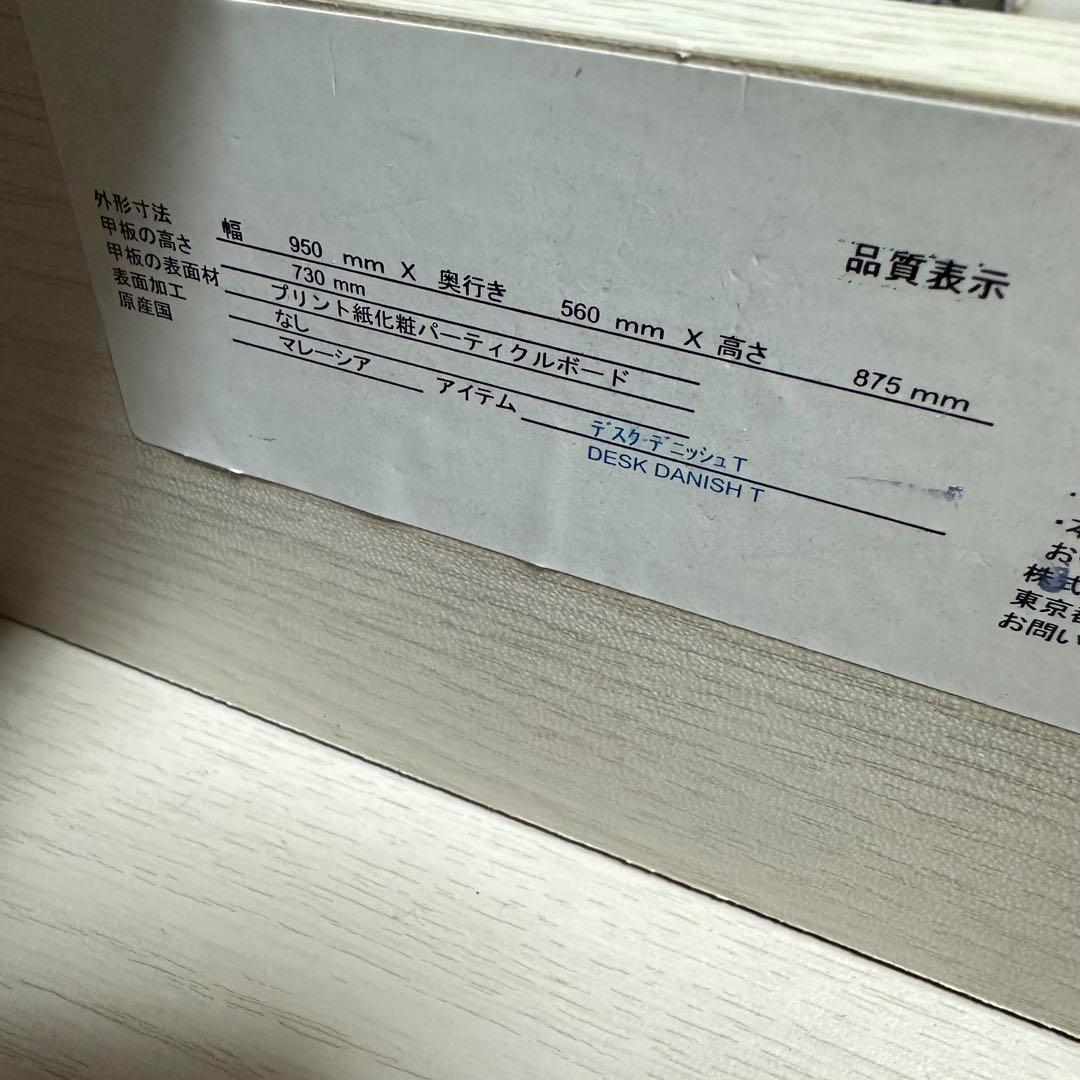 品質表示
外形寸法 幅 950 mm X 奥行き 560 mm X 高さ 875 mm
甲板の高さ 730 mm
甲板の表面材 プリント紙化粧パーティクルボード
表面加工 なし
原産国 マレーシア アイテム デスク デニッシュ T
DESK DANISH T
・本
お
株式
東京都
お問い